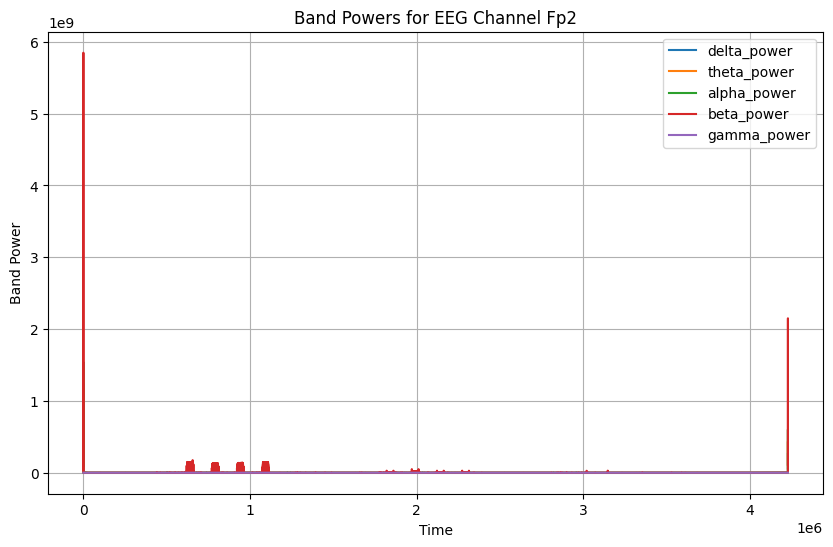 Band Powers for EEG Channel Fp2
1e9
delta_power
theta_power
alpha_power
beta_power
gamma_power
6
5
4
3
2
1
0
Band Power
0
1
2
3
4
Time
1e6